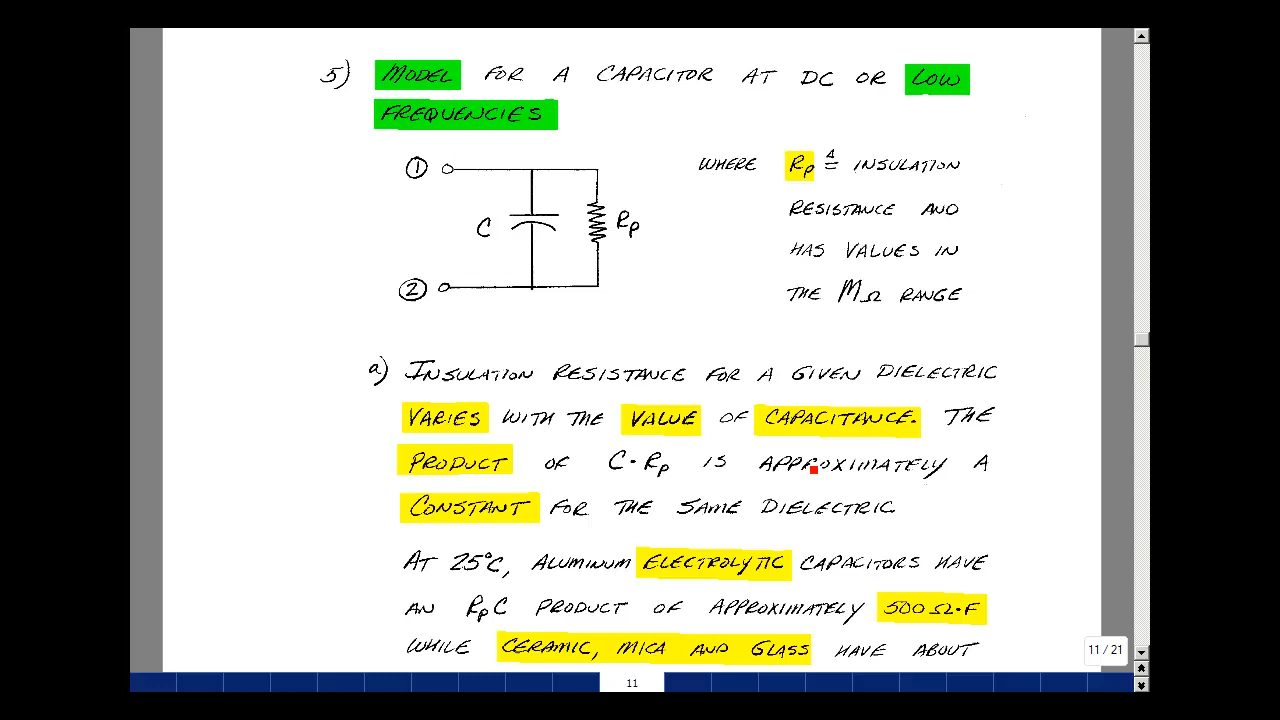 5) MODEL FOR A CAPACITOR AT DC OR LOW
FREQUENCIES
1
C
Rp
2
WHERE Rp ≜ INSULATION
RESISTANCE AND
HAS VALUES IN
THE MΩ RANGE
a) INSULATION RESISTANCE FOR A GIVEN DIELECTRIC
VARIES WITH THE VALUE OF CAPACITANCE. THE
PRODUCT OF C·Rp IS APPROXIMATELY A
CONSTANT FOR THE SAME DIELECTRIC
AT 25°C, ALUMINUM ELECTROLYTIC CAPACITORS HAVE
AN RpC PRODUCT OF APPROXIMATELY 500 Ω·F
WHILE CERAMIC, MICA AND GLASS HAVE ABOUT
11 / 21
11